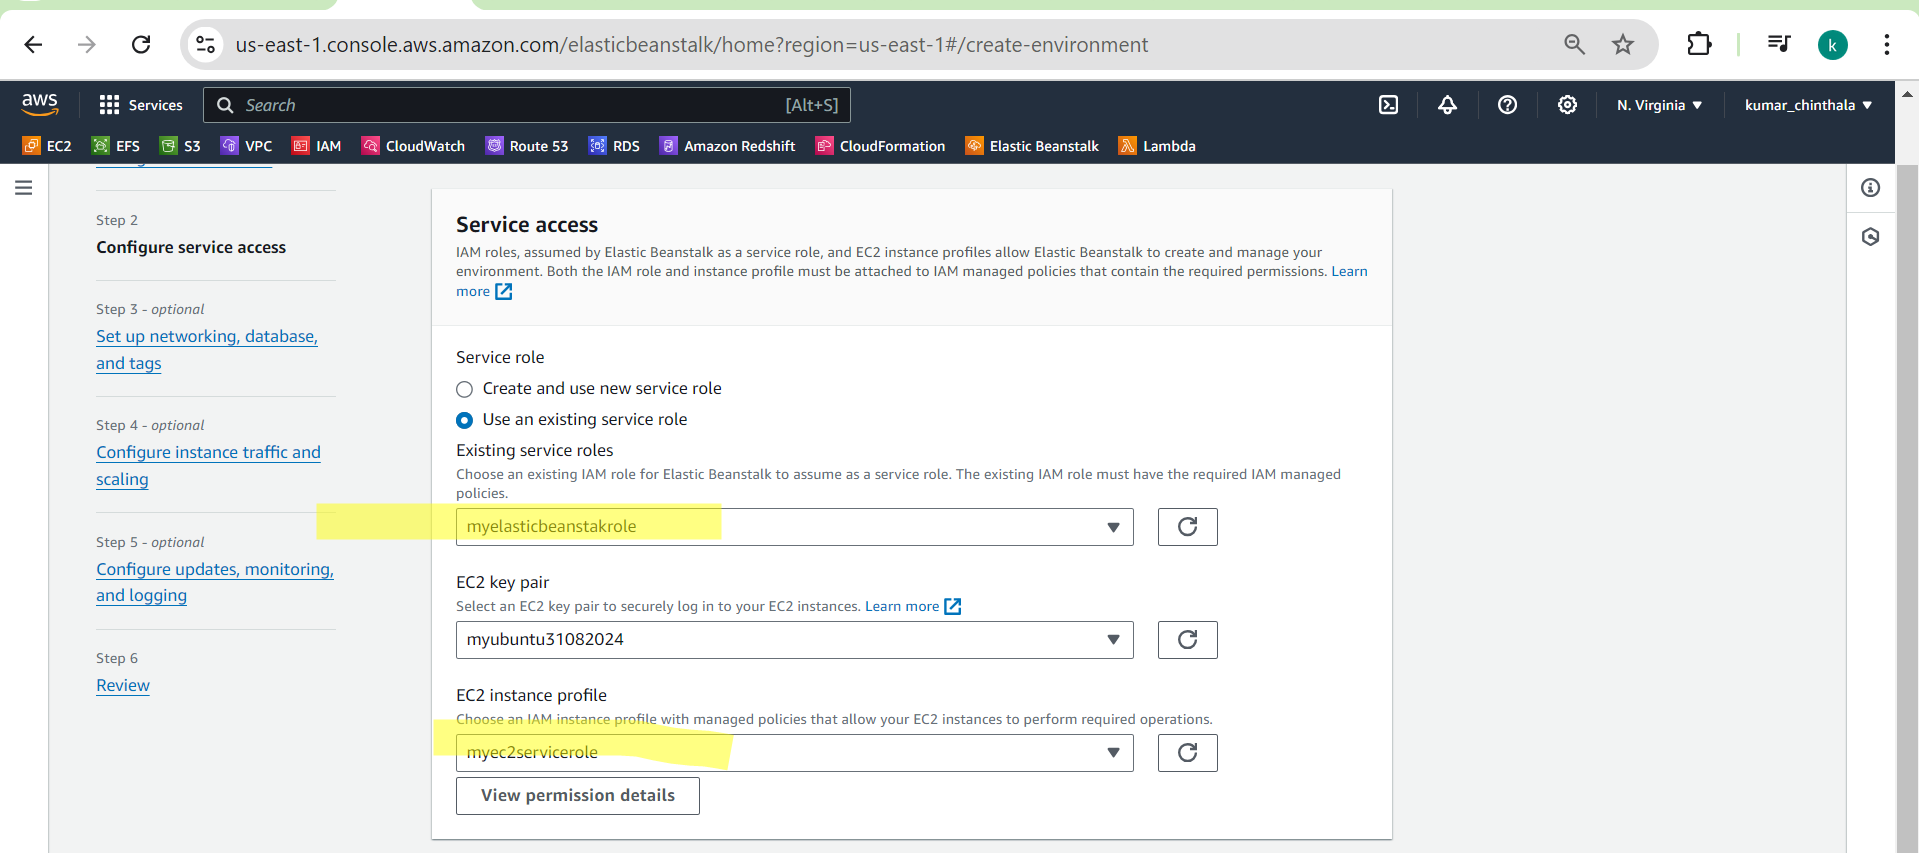 us-east-1.console.aws.amazon.com/elasticbeanstalk/home?region=us-east-1#/create-environment
k
aws
Services
Search
[Alt+S]
N. Virginia
kumar_chinthala
EC2
EFS
S3
VPC
IAM
CloudWatch
Route 53
RDS
Amazon Redshift
CloudFormation
Elastic Beanstalk
Lambda
Step 2
Configure service access
Step 3 - optional
Set up networking, database,
and tags
Step 4 - optional
Configure instance traffic and
scaling
Step 5 - optional
Configure updates, monitoring,
and logging
Step 6
Review
Service access
IAM roles, assumed by Elastic Beanstalk as a service role, and EC2 instance profiles allow Elastic Beanstalk to create and manage your
environment. Both the IAM role and instance profile must be attached to IAM managed policies that contain the required permissions. Learn
more
Service role
Create and use new service role
Use an existing service role
Existing service roles
Choose an existing IAM role for Elastic Beanstalk to assume as a service role. The existing IAM role must have the required IAM managed
policies.
myelasticbeanstakrole
EC2 key pair
Select an EC2 key pair to securely log in to your EC2 instances. Learn more
myubuntu31082024
EC2 instance profile
Choose an IAM instance profile with managed policies that allow your EC2 instances to perform required operations.
myec2servicerole
View permission details